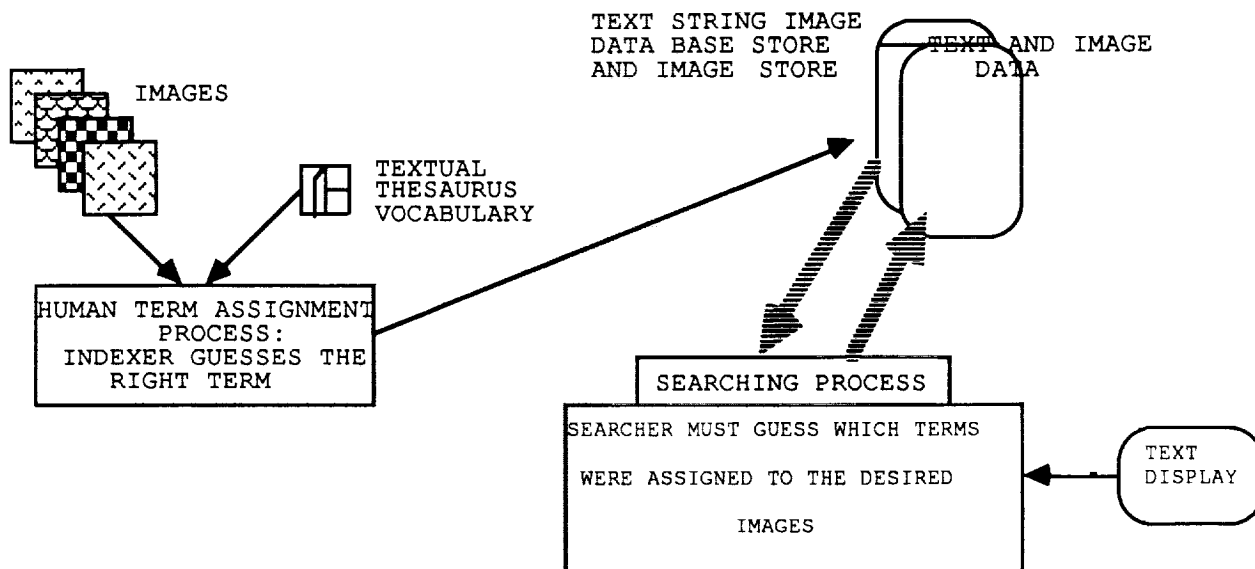 TEXT STRING IMAGE
DATA BASE STORE
AND IMAGE STORE
TEXT AND IMAGE
DATA
IMAGES
TEXTUAL
THESAURUS
VOCABULARY
HUMAN TERM ASSIGNMENT
PROCESS:
INDEXER GUESSES THE
RIGHT TERM
SEARCHING PROCESS
SEARCHER MUST GUESS WHICH TERMS
WERE ASSIGNED TO THE DESIRED
IMAGES
TEXT
DISPLAY